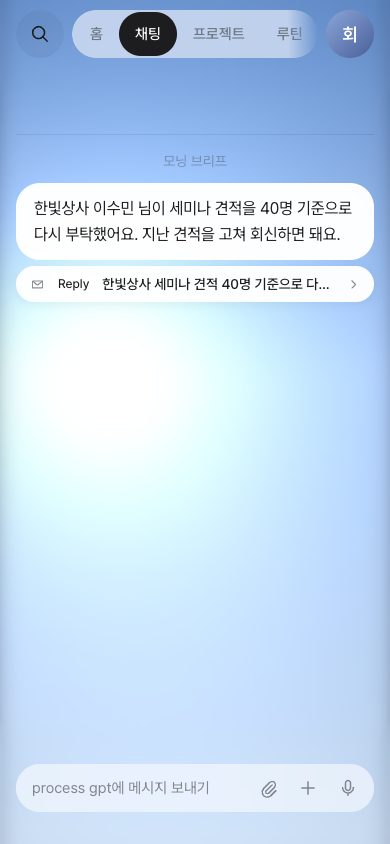 홈 채팅 프로젝트 루틴 회
모닝 브리프
한빛상사 이수민 님이 세미나 견적을 40명 기준으로
다시 부탁했어요. 지난 견적을 고쳐 회신하면 돼요.
Reply 한빛상사 세미나 견적 40명 기준으로 다...
process gpt에 메시지 보내기